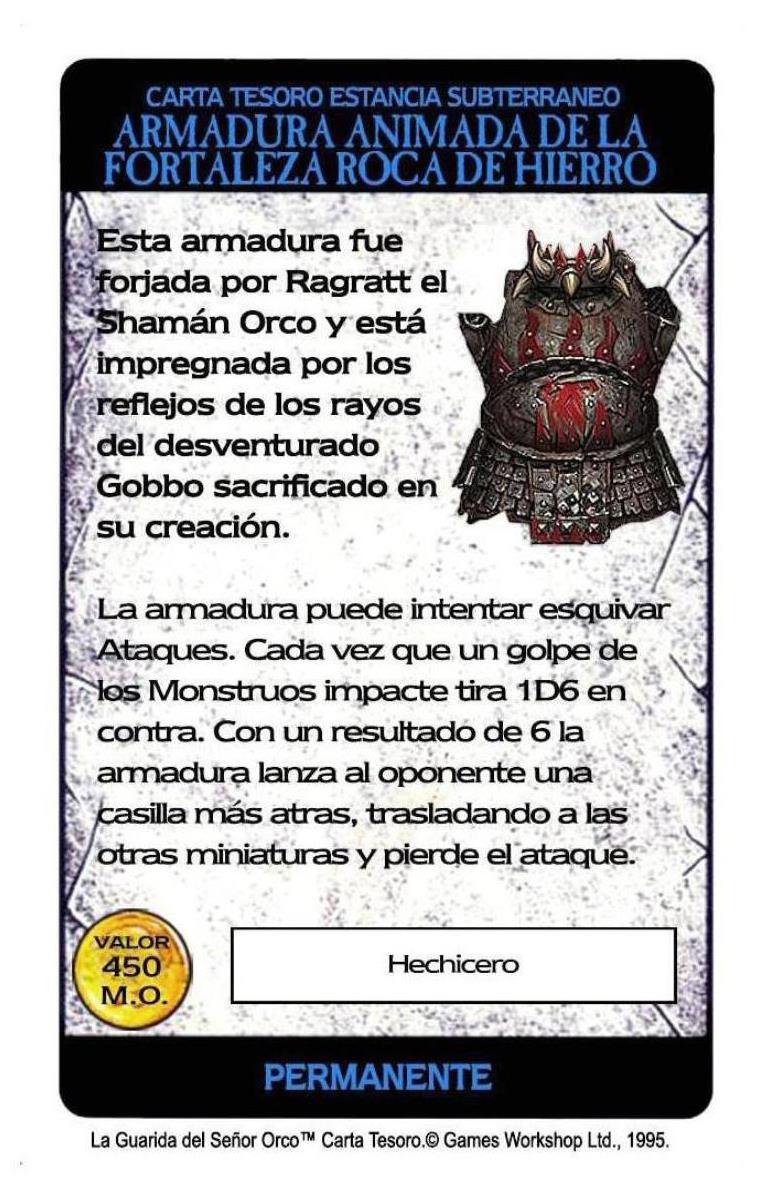 CARTA TESORO ESTANCIA SUBTERRANEO
ARMADURA ANIMADA DE LA
FORTALEZA ROCA DE HIERRO
Esta armadura fue
forjada por Ragratt el
Shamán Orco y está
impregnada por los
reflejos de los rayos
del desventurado
Gobbo sacrificado en
su creación.
La armadura puede intentar esquivar
Ataques. Cada vez que un golpe de
los Monstruos impacte tira 1D6 en
contra. Con un resultado de 6 la
armadura lanza al oponente una
casilla más atras, trasladando a las
otras miniaturas y pierde el ataque.
VALOR
450
M.O.
Hechicero
PERMANENTE
La Guarida del Señor Orco™ Carta Tesoro.© Games Workshop Ltd., 1995.